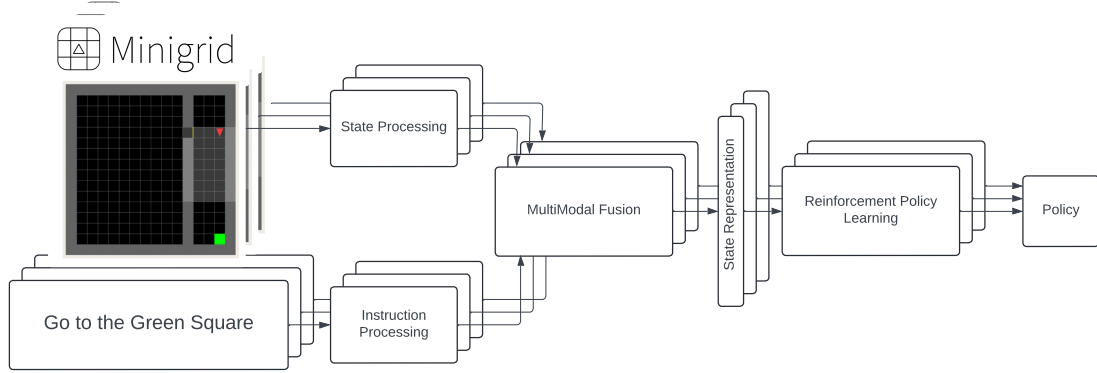 Minigrid
State Processing
MultiModal Fusion
State Representation
Reinforcement Policy
Learning
Policy
Go to the Green Square
Instruction
Processing